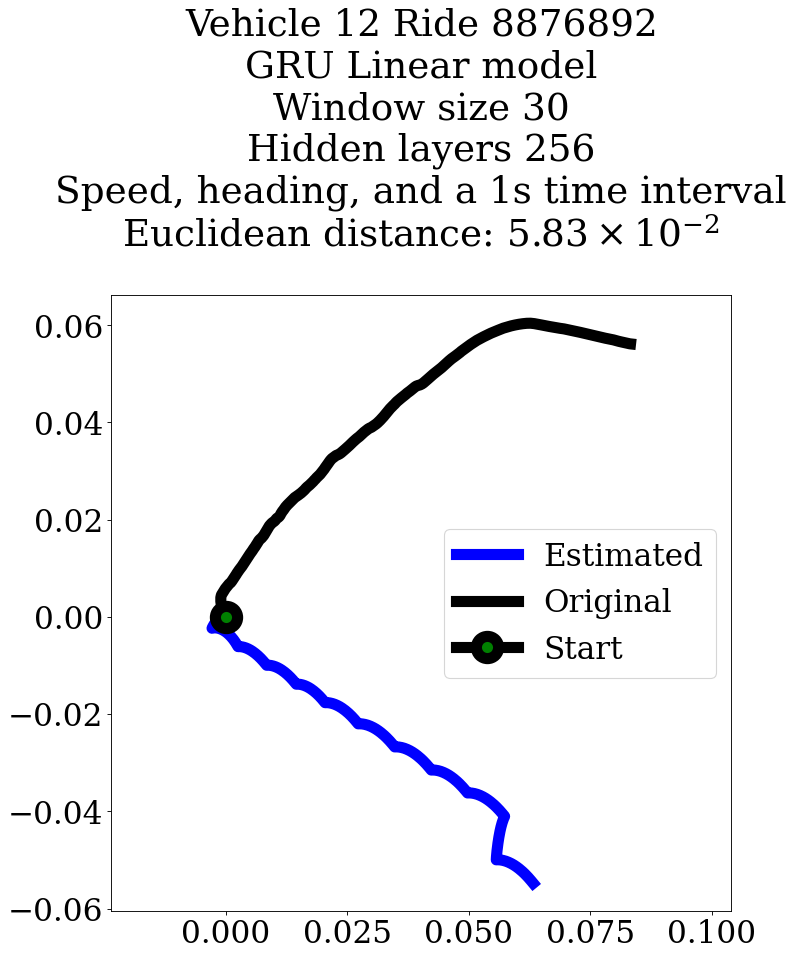 Vehicle 12 Ride 8876892
GRU Linear model
Window size 30
Hidden layers 256
Speed, heading, and a 1s time interval
Euclidean distance: 5.83 × 10⁻²
0.06
0.04
0.02
0.00
−0.02
−0.04
−0.06
Estimated
Original
Start
0.000 0.025 0.050 0.075 0.100